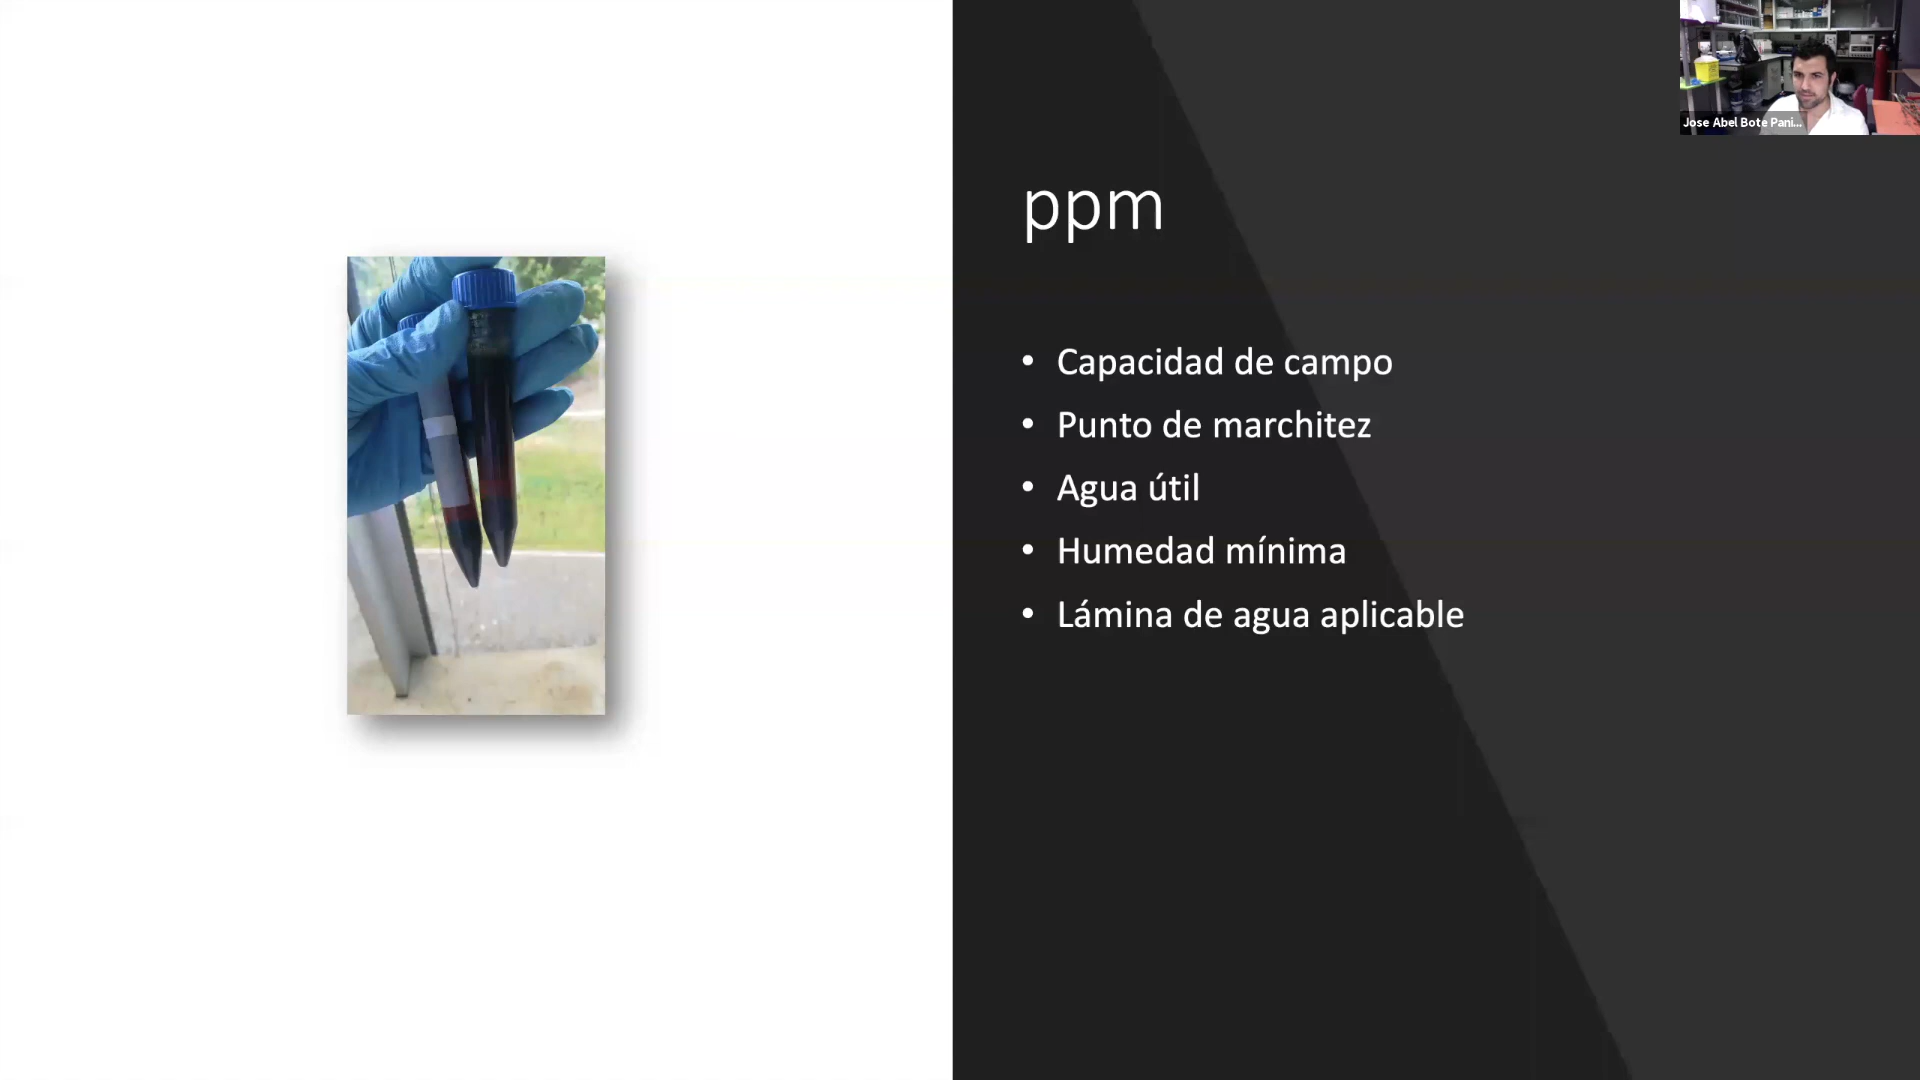 Jose Abel Bote Pani...
ppm
• Capacidad de campo
• Punto de marchitez
• Agua útil
• Humedad mínima
• Lámina de agua aplicable